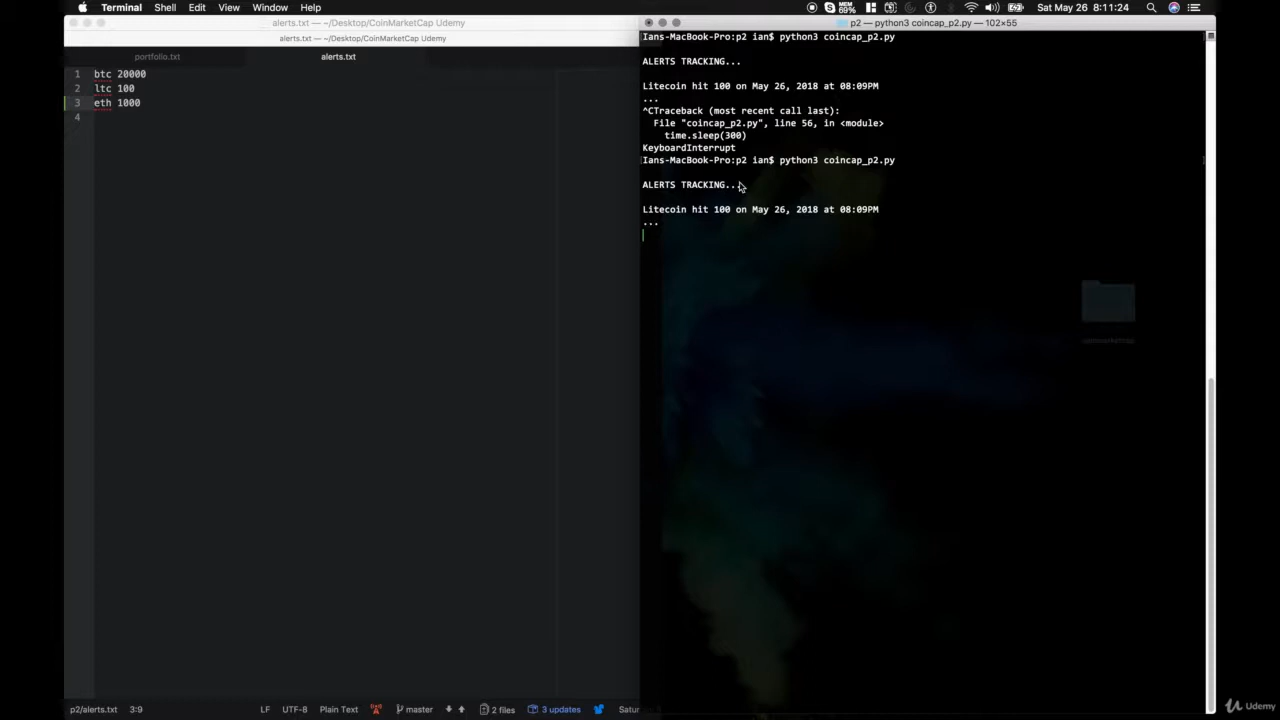 Terminal Shell Edit View Window Help
MEM
69%
Sat May 26 8:11:24
alerts.txt — ~/Desktop/CoinMarketCap Udemy
alerts.txt — ~/Desktop/CoinMarketCap Udemy
portfolio.txt alerts.txt
1 btc 20000
2 ltc 100
3 eth 1000
4
p2/alerts.txt 3:9 LF UTF-8 Plain Text master 2 files 3 updates Satur
p2 — python3 coincap_p2.py — 102×55
Ians-MacBook-Pro:p2 ian$ python3 coincap_p2.py
ALERTS TRACKING...
Litecoin hit 100 on May 26, 2018 at 08:09PM
...
^CTraceback (most recent call last):
File "coincap_p2.py", line 56, in <module>
time.sleep(300)
KeyboardInterrupt
Ians-MacBook-Pro:p2 ian$ python3 coincap_p2.py
ALERTS TRACKING...
Litecoin hit 100 on May 26, 2018 at 08:09PM
...
Udemy